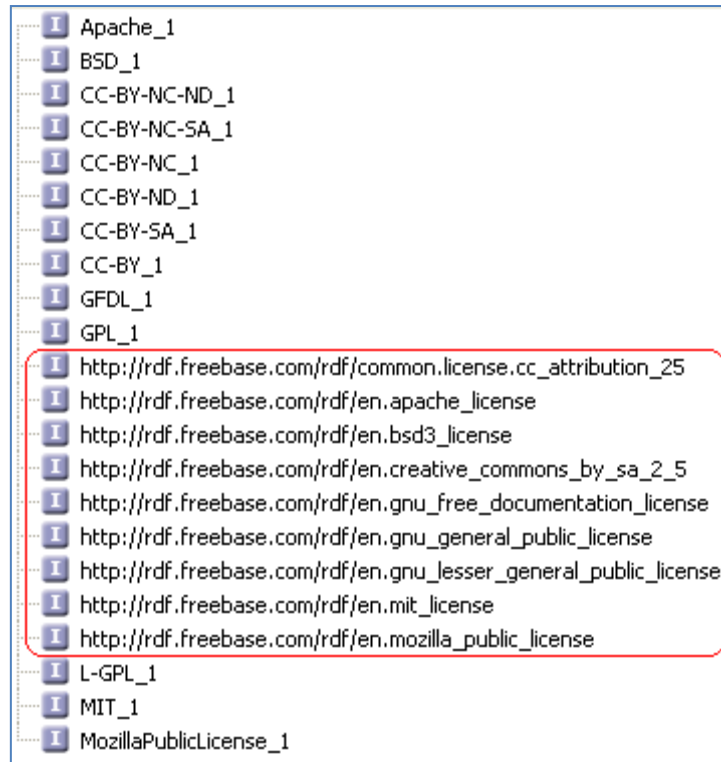 Apache_1
BSD_1
CC-BY-NC-ND_1
CC-BY-NC-SA_1
CC-BY-NC_1
CC-BY-ND_1
CC-BY-SA_1
CC-BY_1
GFDL_1
GPL_1
http://rdf.freebase.com/rdf/common.license.cc_attribution_25
http://rdf.freebase.com/rdf/en.apache_license
http://rdf.freebase.com/rdf/en.bsd3_license
http://rdf.freebase.com/rdf/en.creative_commons_by_sa_2_5
http://rdf.freebase.com/rdf/en.gnu_free_documentation_license
http://rdf.freebase.com/rdf/en.gnu_general_public_license
http://rdf.freebase.com/rdf/en.gnu_lesser_general_public_license
http://rdf.freebase.com/rdf/en.mit_license
http://rdf.freebase.com/rdf/en.mozilla_public_license
L-GPL_1
MIT_1
MozillaPublicLicense_1